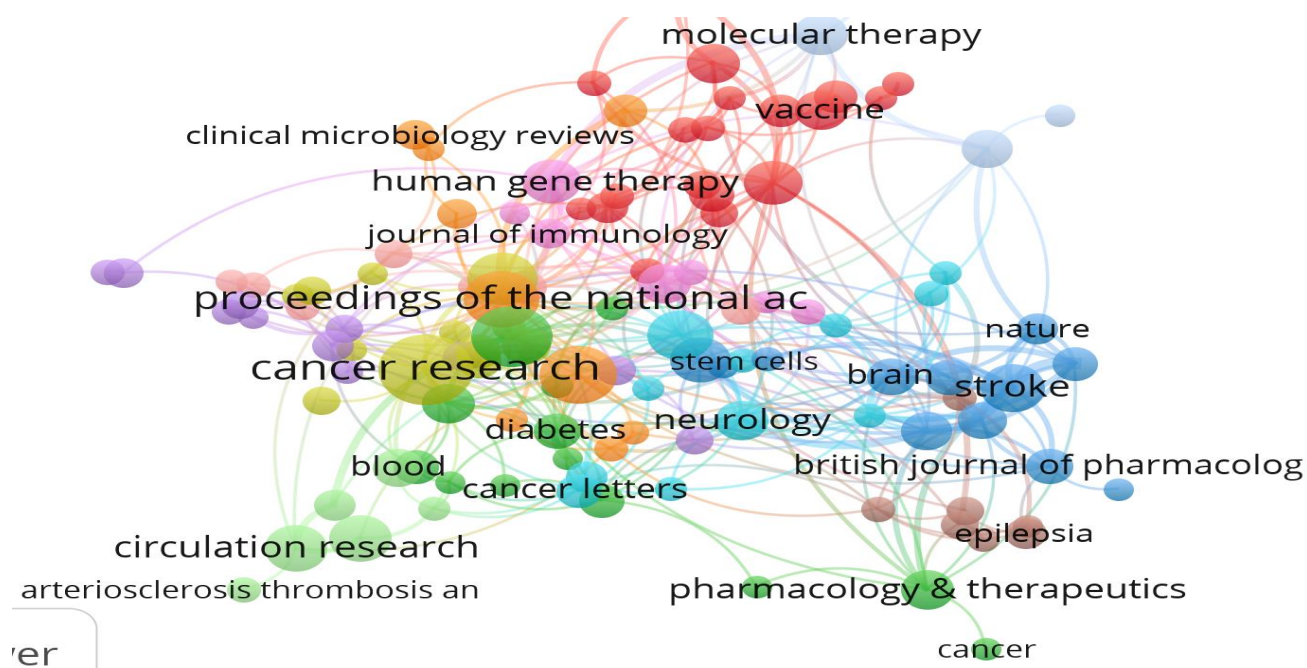 molecular therapy
vaccine
clinical microbiology reviews
human gene therapy
journal of immunology
proceedings of the national ac
nature
cancer research
stem cells
brain
stroke
neurology
diabetes
blood
british journal of pharmacolog
cancer letters
epilepsia
circulation research
arteriosclerosis thrombosis an
pharmacology & therapeutics
cancer